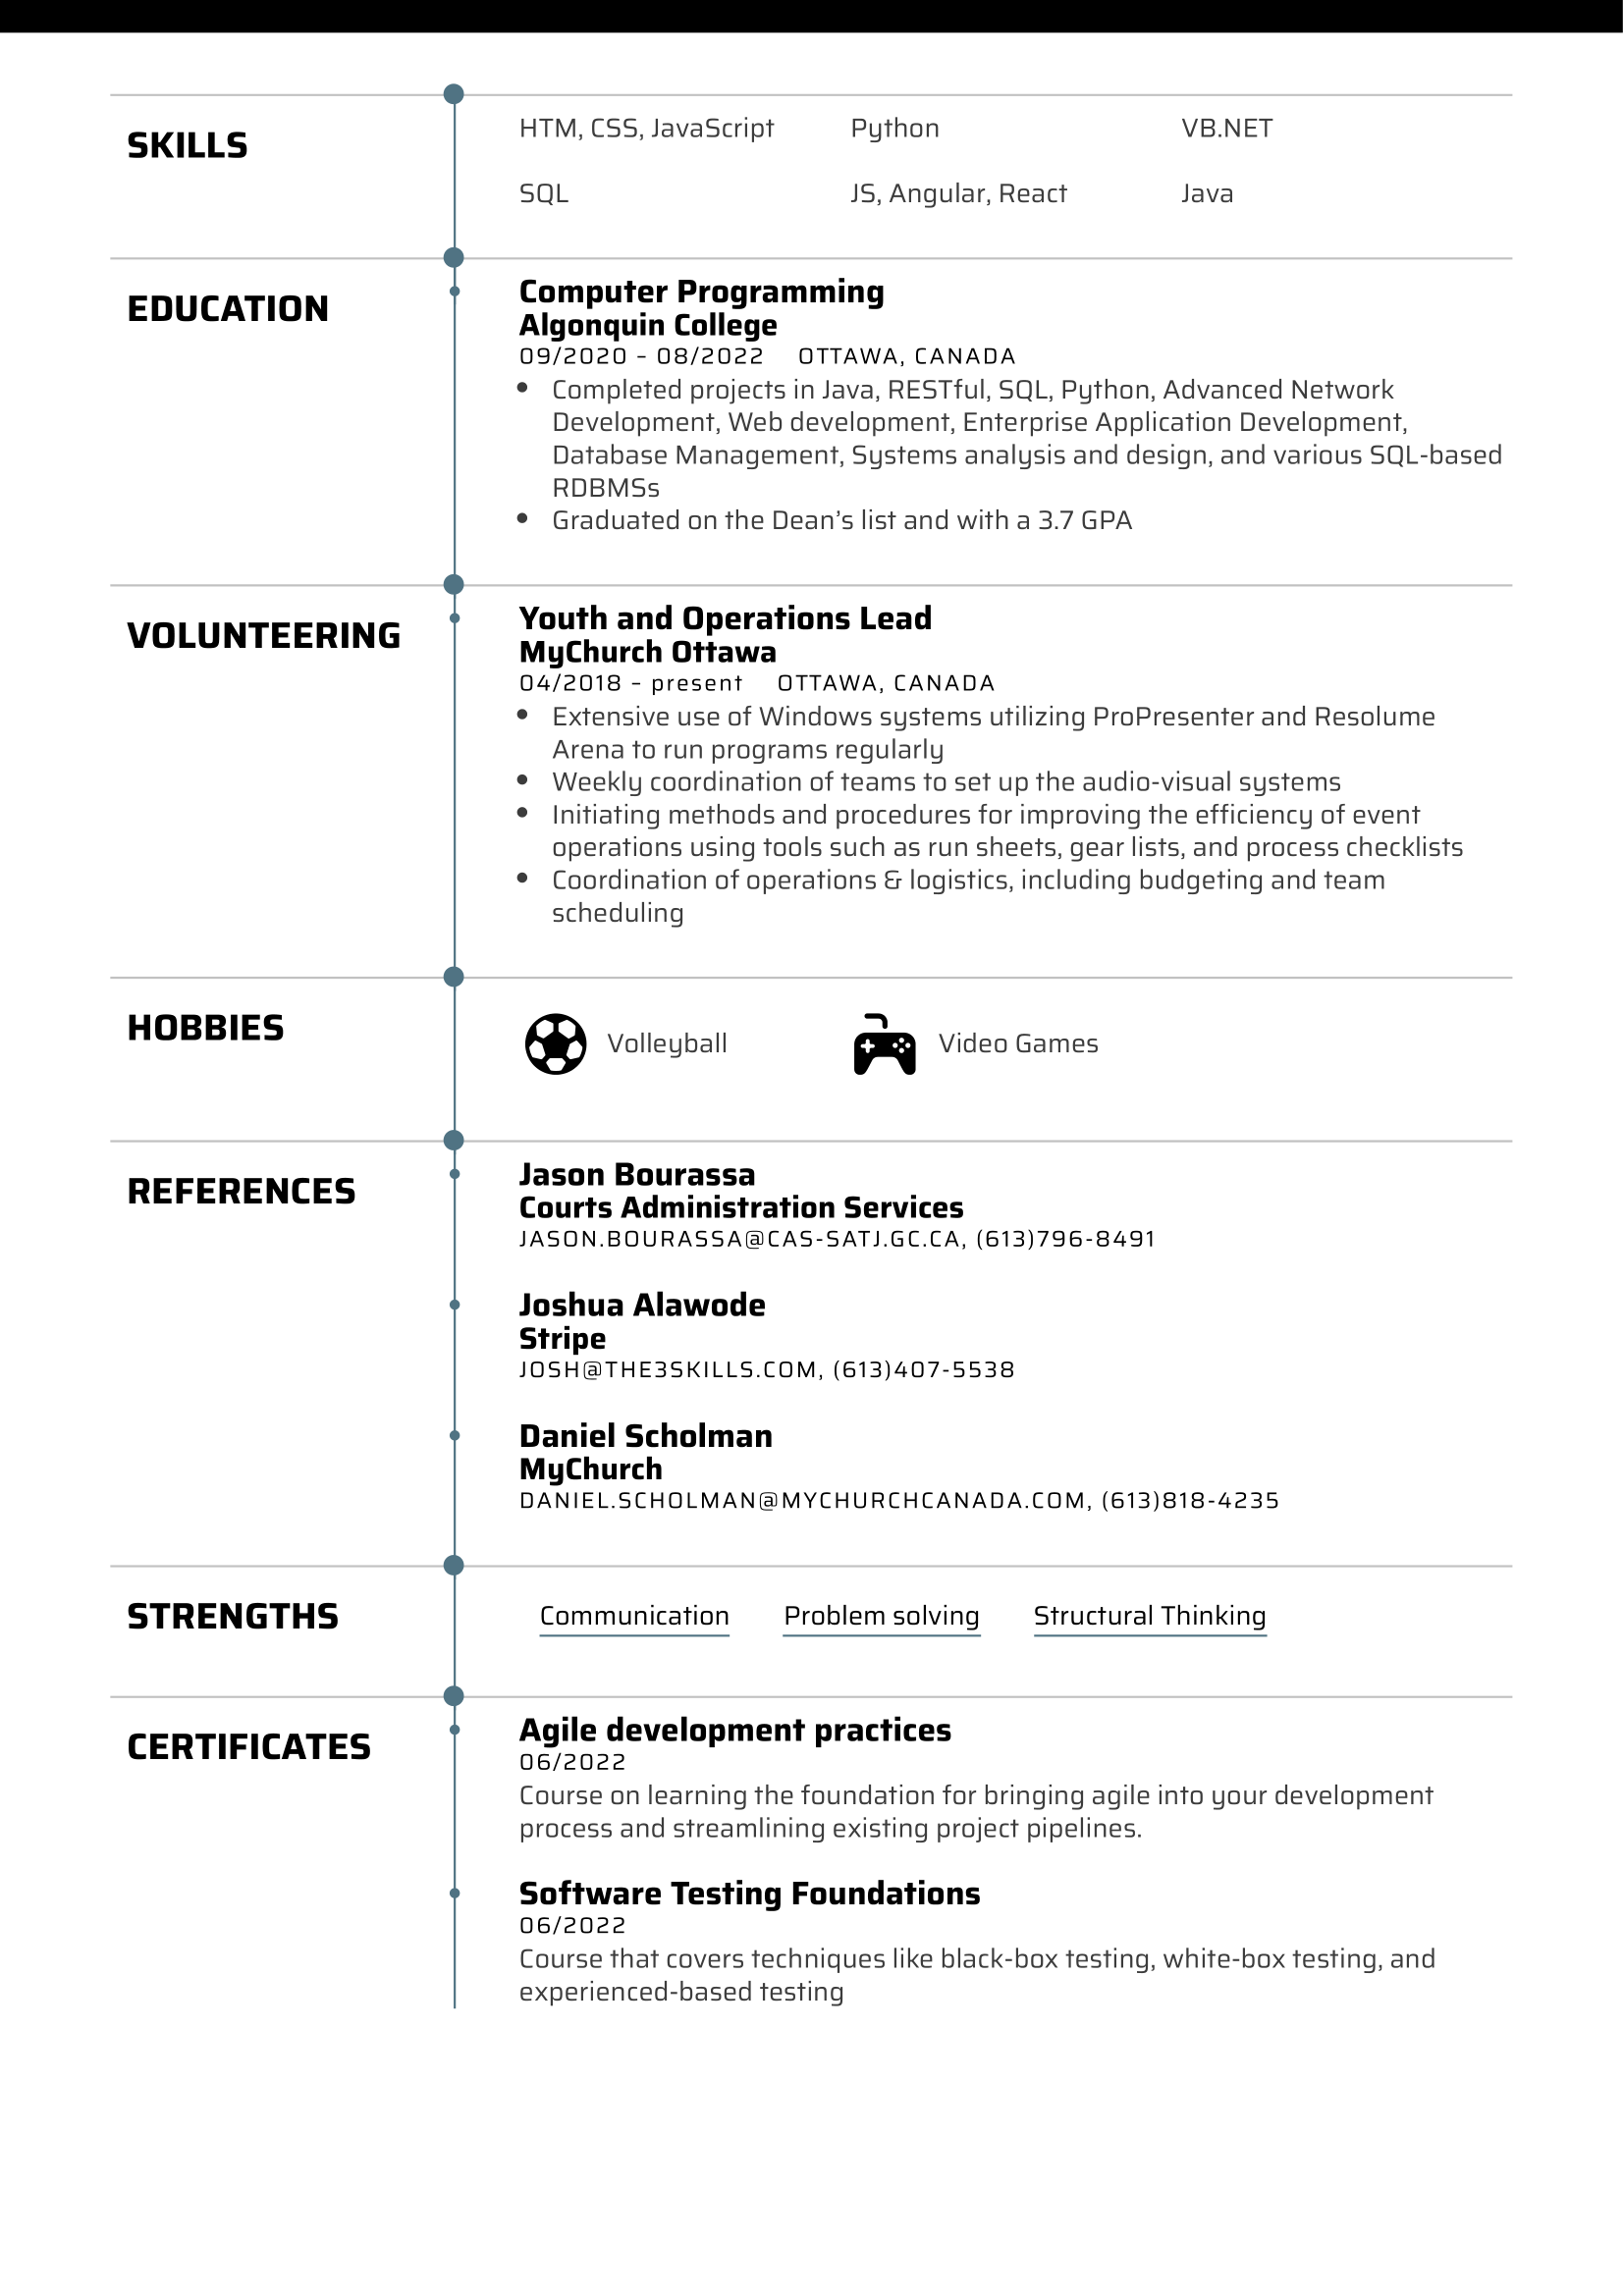 SKILLS
HTM, CSS, JavaScript Python VB.NET
SQL JS, Angular, React Java
EDUCATION
Computer Programming
Algonquin College
09/2020 – 08/2022 OTTAWA, CANADA
• Completed projects in Java, RESTful, SQL, Python, Advanced Network
Development, Web development, Enterprise Application Development,
Database Management, Systems analysis and design, and various SQL-based
RDBMSs
• Graduated on the Dean’s list and with a 3.7 GPA
VOLUNTEERING
Youth and Operations Lead
MyChurch Ottawa
04/2018 – present OTTAWA, CANADA
• Extensive use of Windows systems utilizing ProPresenter and Resolume
Arena to run programs regularly
• Weekly coordination of teams to set up the audio-visual systems
• Initiating methods and procedures for improving the efficiency of event
operations using tools such as run sheets, gear lists, and process checklists
• Coordination of operations & logistics, including budgeting and team
scheduling
HOBBIES
Volleyball Video Games
REFERENCES
Jason Bourassa
Courts Administration Services
JASON.BOURASSA@CAS-SATJ.GC.CA, (613)796-8491
Joshua Alawode
Stripe
JOSH@THE3SKILLS.COM, (613)407-5538
Daniel Scholman
MyChurch
DANIEL.SCHOLMAN@MYCHURCHCANADA.COM, (613)818-4235
STRENGTHS
Communication Problem solving Structural Thinking
CERTIFICATES
Agile development practices
06/2022
Course on learning the foundation for bringing agile into your development
process and streamlining existing project pipelines.
Software Testing Foundations
06/2022
Course that covers techniques like black-box testing, white-box testing, and
experienced-based testing